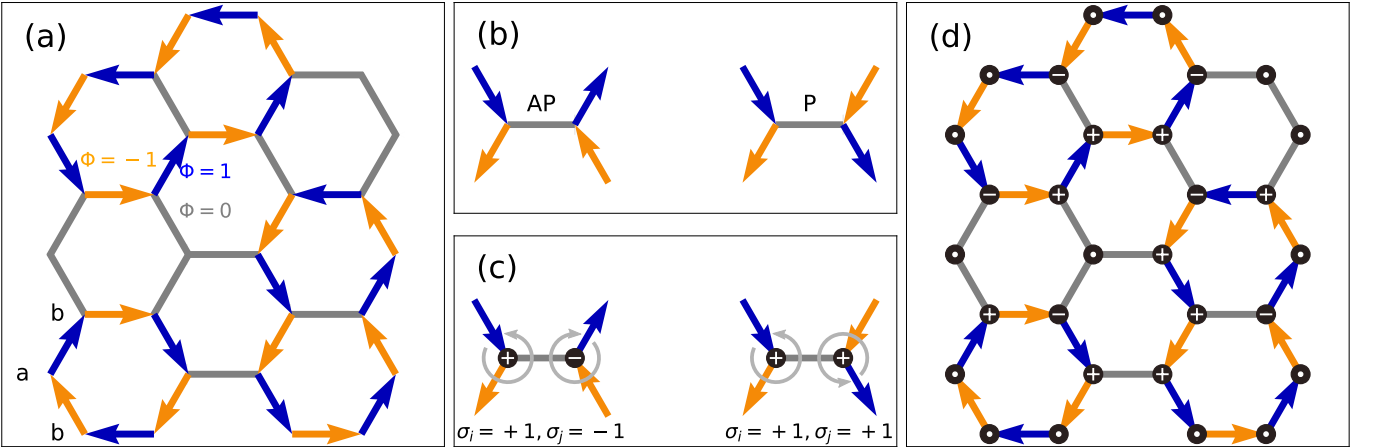 (a)
Φ = −1
Φ = 1
Φ = 0
b
a
b
(b)
AP
P
(c)
+
−
+
+
σi = +1, σj = −1
σi = +1, σj = +1
(d)
− −
+ +
− + − +
+ − + −
+ +